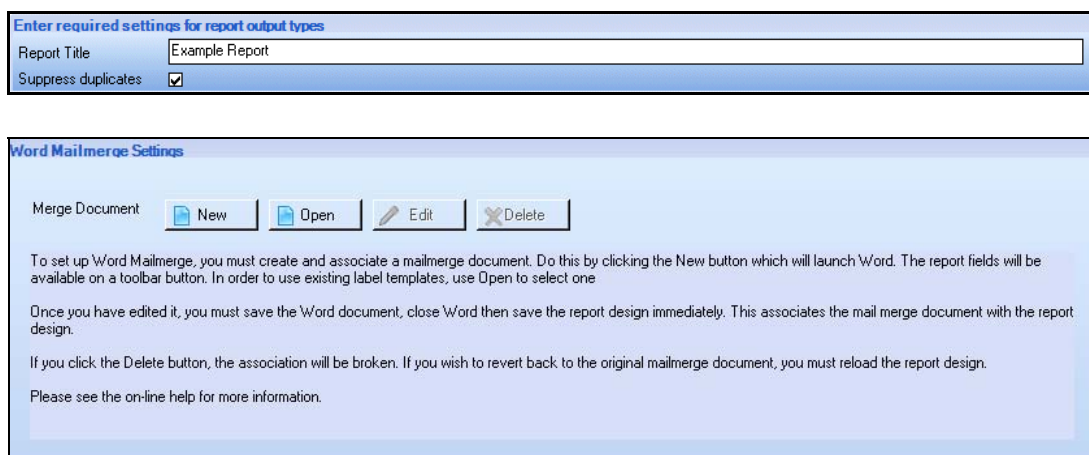 Enter required settings for report output types
Report Title Example Report
Suppress duplicates
Word Mailmerge Settings
Merge Document New Open Edit Delete
To set up Word Mailmerge, you must create and associate a mailmerge document. Do this by clicking the New button which will launch Word. The report fields will be
available on a toolbar button. In order to use existing label templates, use Open to select one
Once you have edited it, you must save the Word document, close Word then save the report design immediately. This associates the mail merge document with the report
design.
If you click the Delete button, the association will be broken. If you wish to revert back to the original mailmerge document, you must reload the report design.
Please see the on-line help for more information.